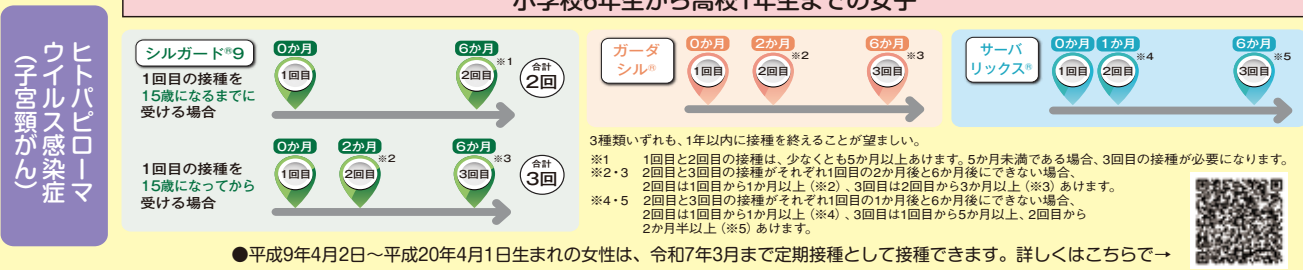 小学校6年生から高校1年生までの女子
ヒトパピローマ
ウイルス感染症
(子宮頸がん)
シルガード®9
1回目の接種を
15歳になるまでに
受ける場合
0か月
1回目
6か月
※1
2回目
合計
2回
1回目の接種を
15歳になってから
受ける場合
0か月
1回目
2か月
※2
2回目
6か月
※3
3回目
合計
3回
ガーダ
シル®
0か月
1回目
2か月
※2
2回目
6か月
※3
3回目
サーバ
リックス®
0か月
1回目
1か月
※4
2回目
6か月
※5
3回目
3種類いずれも、1年以内に接種を終えることが望ましい。
※1 1回目と2回目の接種は、少なくとも5か月以上あけます。5か月未満である場合、3回目の接種が必要になります。
※2・3 2回目と3回目の接種がそれぞれ1回目の2か月後と6か月後にできない場合、
2回目は1回目から1か月以上(※2)、3回目は2回目から3か月以上(※3)あけます。
※4・5 2回目と3回目の接種がそれぞれ1回目の1か月後と6か月後にできない場合、
2回目は1回目から1か月以上(※4)、3回目は1回目から5か月以上、2回目から
2か月半以上(※5)あけます。
●平成9年4月2日〜平成20年4月1日生まれの女性は、令和7年3月まで定期接種として接種できます。詳しくはこちらで→